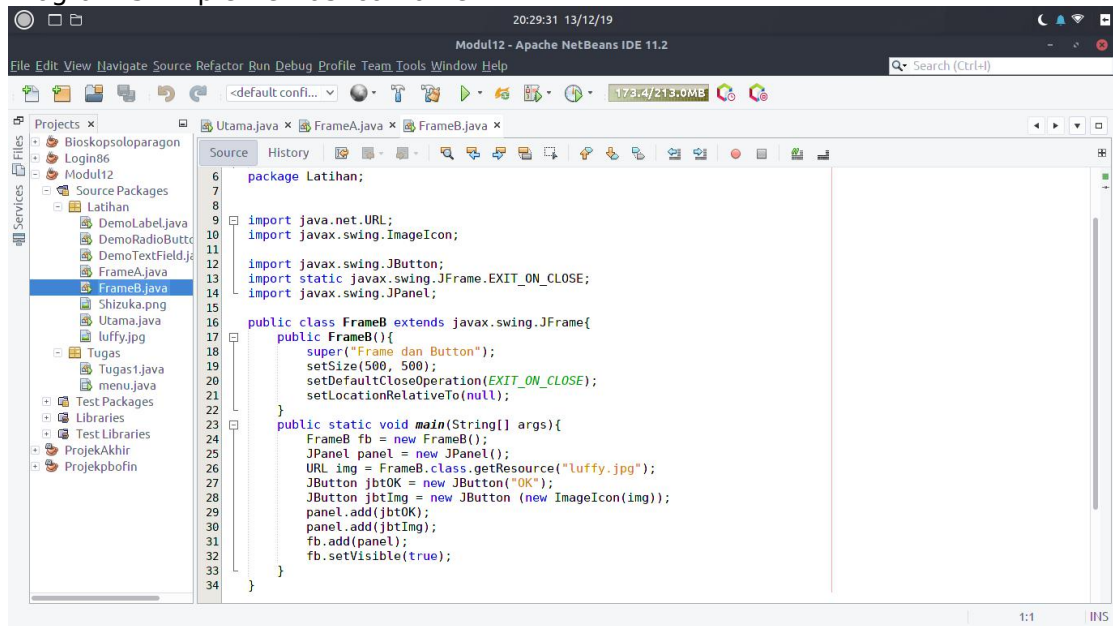 20:29:31 13/12/19
Modul12 - Apache NetBeans IDE 11.2
File Edit View Navigate Source Refactor Run Debug Profile Team Tools Window Help
Search (Ctrl+I)
<default confi...
173.4/213.0MB
Projects
Utama.java
FrameA.java
FrameB.java
Files
Services
Bioskopsoloparagon
Login86
Modul12
Source Packages
Latihan
DemoLabel.java
DemoRadioButto
DemoTextField.ja
FrameA.java
FrameB.java
Shizuka.png
Utama.java
luffy.jpg
Tugas
Tugas1.java
menu.java
Test Packages
Libraries
Test Libraries
ProjekAkhir
Projekpbofin
Source History
6 package Latihan;
7
8
9 import java.net.URL;
10 import javax.swing.ImageIcon;
11
12 import javax.swing.JButton;
13 import static javax.swing.JFrame.EXIT_ON_CLOSE;
14 import javax.swing.JPanel;
15
16 public class FrameB extends javax.swing.JFrame{
17 public FrameB(){
18 super("Frame dan Button");
19 setSize(500, 500);
20 setDefaultCloseOperation(EXIT_ON_CLOSE);
21 setLocationRelativeTo(null);
22 }
23 public static void main(String[] args){
24 FrameB fb = new FrameB();
25 JPanel panel = new JPanel();
26 URL img = FrameB.class.getResource("luffy.jpg");
27 JButton jbtOK = new JButton("OK");
28 JButton jbtImg = new JButton (new ImageIcon(img));
29 panel.add(jbtOK);
30 panel.add(jbtImg);
31 fb.add(panel);
32 fb.setVisible(true);
33 }
34 }
1:1 INS